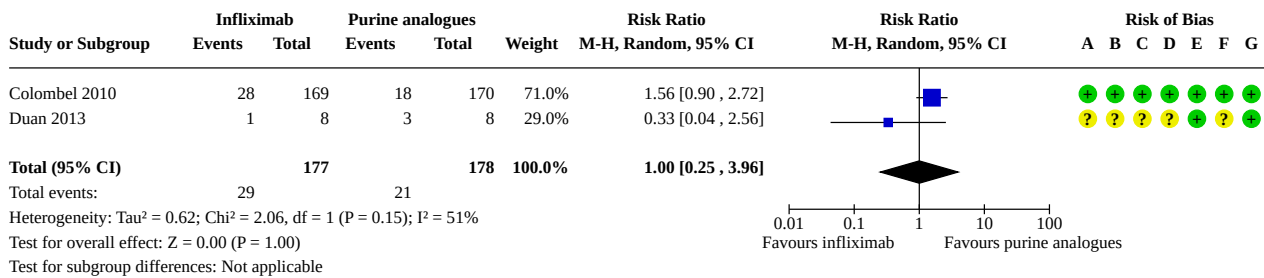 Infliximab Purine analogues Risk Ratio Risk Ratio Risk of Bias
Study or Subgroup Events Total Events Total Weight M-H, Random, 95% CI M-H, Random, 95% CI A B C D E F G
Colombel 2010 28 169 18 170 71.0% 1.56 [0.90 , 2.72] + + + + + + +
Duan 2013 1 8 3 8 29.0% 0.33 [0.04 , 2.56] ? ? ? ? + ? +
Total (95% CI) 177 178 100.0% 1.00 [0.25 , 3.96]
Total events: 29 21
Heterogeneity: Tau² = 0.62; Chi² = 2.06, df = 1 (P = 0.15); I² = 51%
0.01 0.1 1 10 100
Test for overall effect: Z = 0.00 (P = 1.00)
Favours infliximab Favours purine analogues
Test for subgroup differences: Not applicable